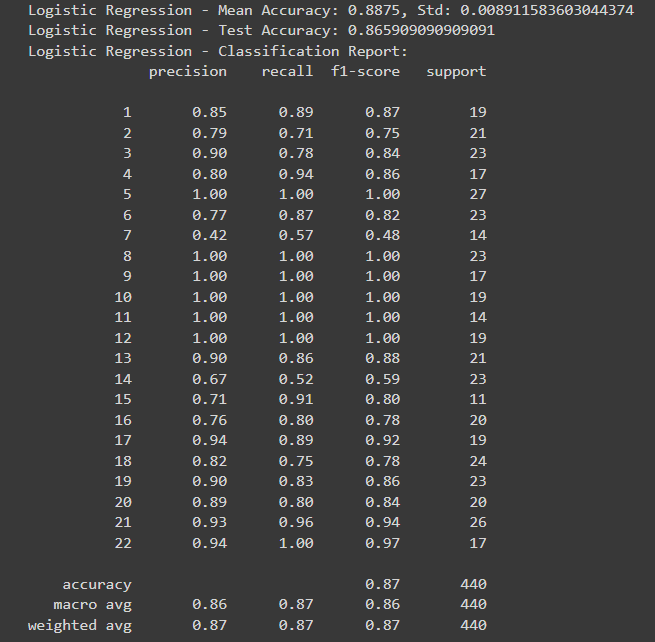 Logistic Regression - Mean Accuracy: 0.8875, Std: 0.008911583603044374
Logistic Regression - Test Accuracy: 0.865909090909091
Logistic Regression - Classification Report:
precision recall f1-score support
1 0.85 0.89 0.87 19
2 0.79 0.71 0.75 21
3 0.90 0.78 0.84 23
4 0.80 0.94 0.86 17
5 1.00 1.00 1.00 27
6 0.77 0.87 0.82 23
7 0.42 0.57 0.48 14
8 1.00 1.00 1.00 23
9 1.00 1.00 1.00 17
10 1.00 1.00 1.00 19
11 1.00 1.00 1.00 14
12 1.00 1.00 1.00 19
13 0.90 0.86 0.88 21
14 0.67 0.52 0.59 23
15 0.71 0.91 0.80 11
16 0.76 0.80 0.78 20
17 0.94 0.89 0.92 19
18 0.82 0.75 0.78 24
19 0.90 0.83 0.86 23
20 0.89 0.80 0.84 20
21 0.93 0.96 0.94 26
22 0.94 1.00 0.97 17
accuracy 0.87 440
macro avg 0.86 0.87 0.86 440
weighted avg 0.87 0.87 0.87 440